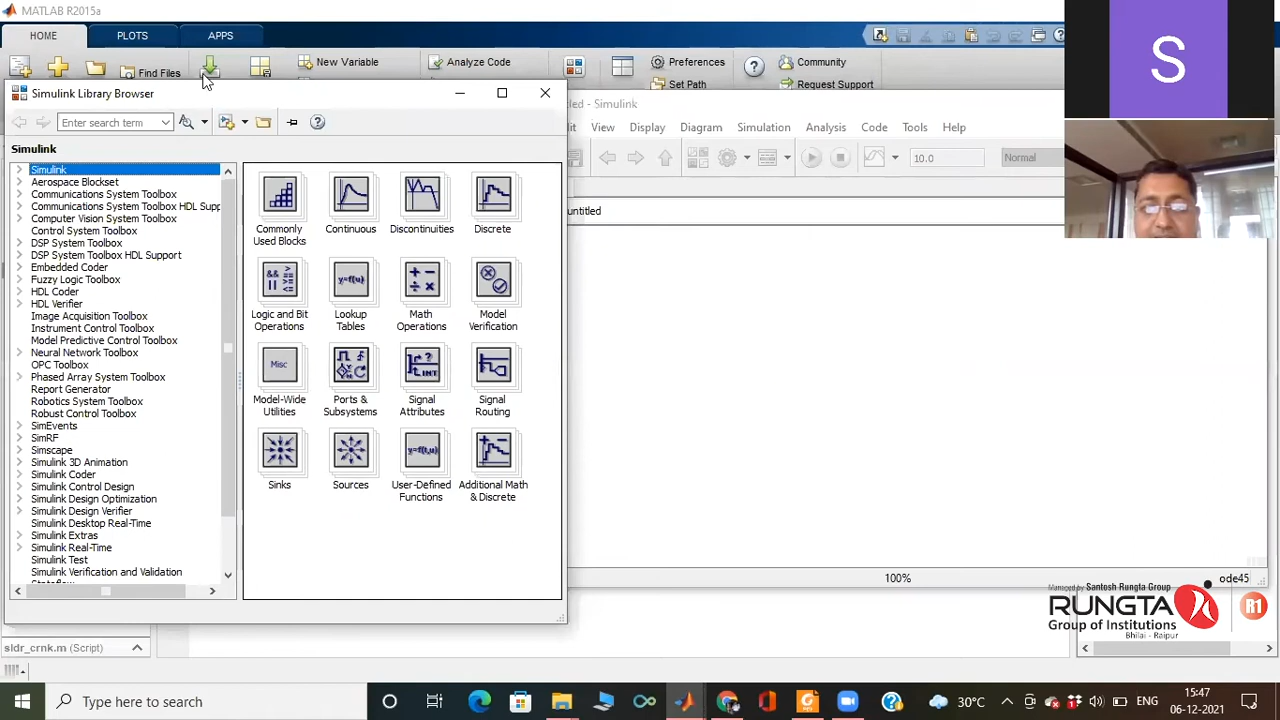 MATLAB R2015a
HOME
PLOTS
APPS
Find Files
New Variable
Analyze Code
Preferences
Set Path
Community
Request Support
S
Simulink Library Browser
Enter search term
Simulink
Simulink
Aerospace Blockset
Communications System Toolbox
Communications System Toolbox HDL Supp
Computer Vision System Toolbox
Control System Toolbox
DSP System Toolbox
DSP System Toolbox HDL Support
Embedded Coder
Fuzzy Logic Toolbox
HDL Coder
HDL Verifier
Image Acquisition Toolbox
Instrument Control Toolbox
Model Predictive Control Toolbox
Neural Network Toolbox
OPC Toolbox
Phased Array System Toolbox
Report Generator
Robotics System Toolbox
Robust Control Toolbox
SimEvents
SimRF
Simscape
Simulink 3D Animation
Simulink Coder
Simulink Control Design
Simulink Design Optimization
Simulink Design Verifier
Simulink Desktop Real-Time
Simulink Extras
Simulink Real-Time
Simulink Test
Simulink Verification and Validation
Commonly
Used Blocks
Continuous
Discontinuities
Discrete
Logic and Bit
Operations
y=f(u)
Lookup
Tables
Math
Operations
Model
Verification
Misc
Model-Wide
Utilities
Ports &
Subsystems
INT
Signal
Attributes
Signal
Routing
Sinks
Sources
y=f(t,u)
User-Defined
Functions
Additional Math
& Discrete
tled - Simulink
it View Display Diagram Simulation Analysis Code Tools Help
10.0
Normal
untitled
100%
ode45
Managed by Santosh Rungta Group
RUNGTA
Group of Institutions
Bhilai - Raipur
R1
sldr_crnk.m (Script)
Type here to search
30°C
ENG
15:47
06-12-2021